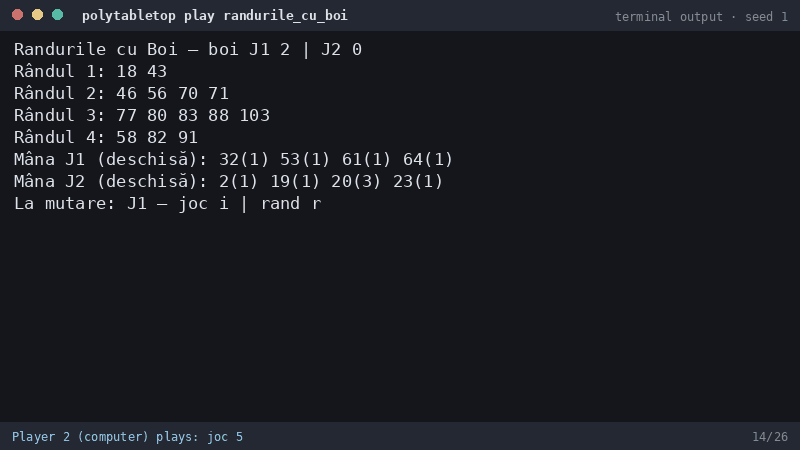 polytabletop play randurile_cu_boi
terminal output · seed 1
Randurile cu Boi — boi J1 2 | J2 0
Rândul 1: 18 43
Rândul 2: 46 56 70 71
Rândul 3: 77 80 83 88 103
Rândul 4: 58 82 91
Mâna J1 (deschisă): 32(1) 53(1) 61(1) 64(1)
Mâna J2 (deschisă): 2(1) 19(1) 20(3) 23(1)
La mutare: J1 — joc i | rand r
Player 2 (computer) plays: joc 5
14/26